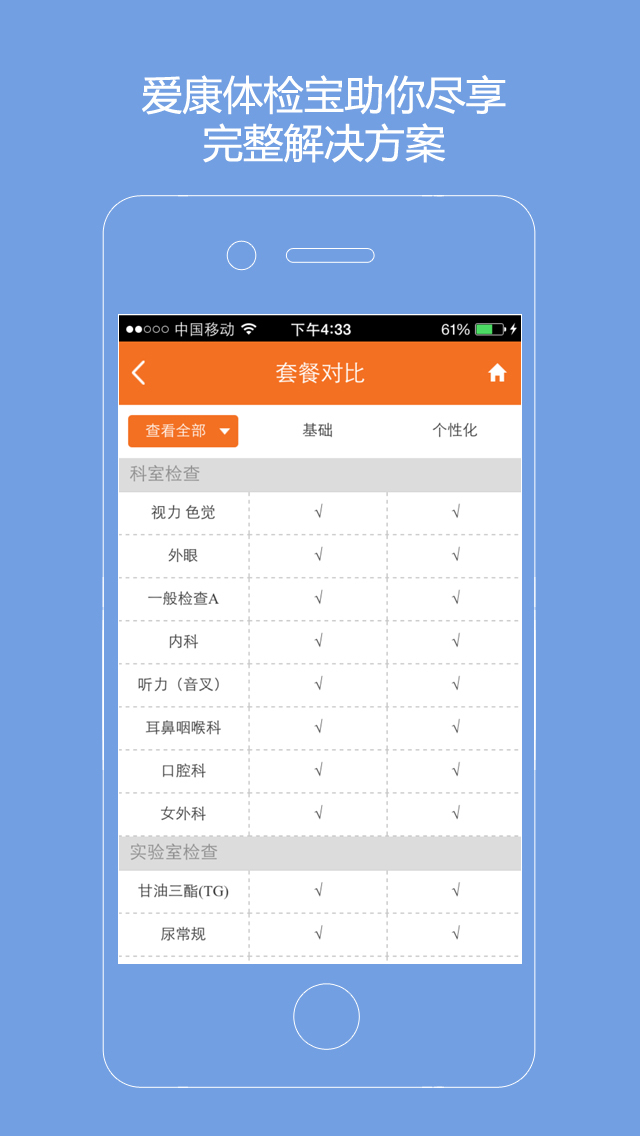 爱康体检宝助你尽享
完整解决方案
中国移动 下午4:33 61%
套餐对比
查看全部 基础 个性化
科室检查
视力 色觉 √ √
外眼 √ √
一般检查A √ √
内科 √ √
听力（音叉） √ √
耳鼻咽喉科 √ √
口腔科 √ √
女外科 √ √
实验室检查
甘油三酯(TG) √ √
尿常规 √ √